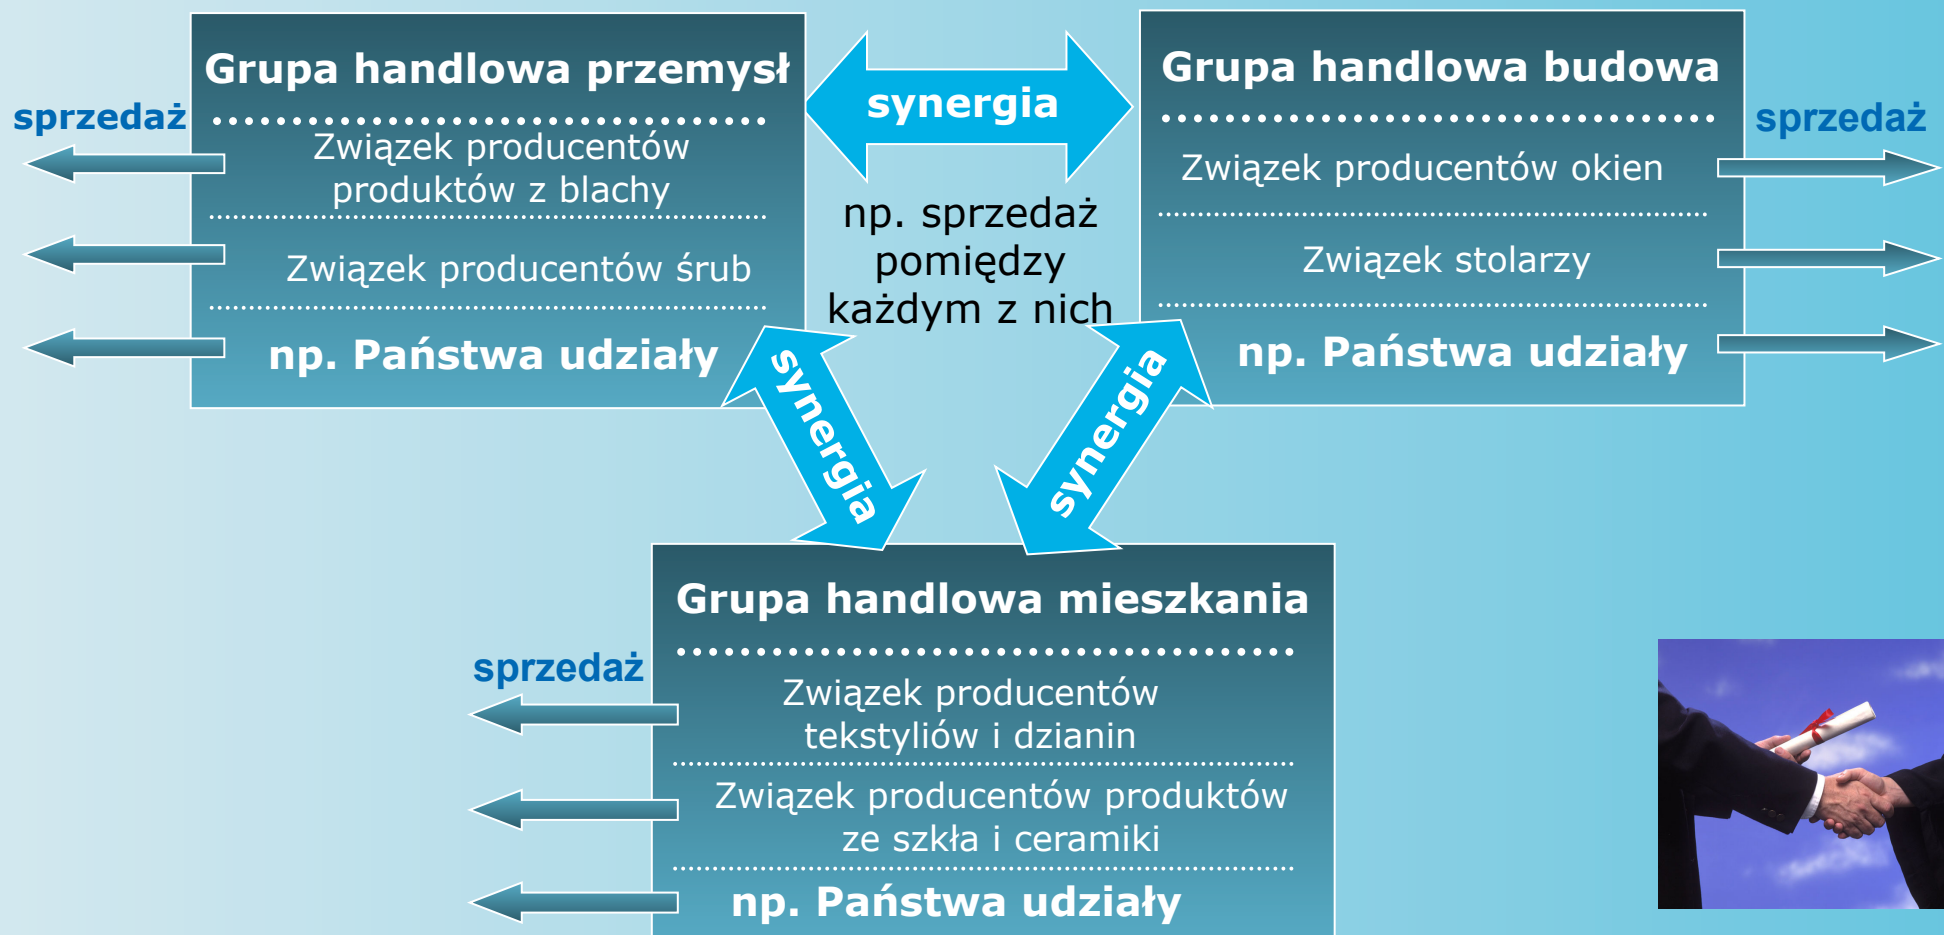 Grupa handlowa przemysł
sprzedaż
Związek producentów
produktów z blachy
Związek producentów śrub
np. Państwa udziały
synergia
np. sprzedaż
pomiędzy
każdym z nich
Grupa handlowa budowa
sprzedaż
Związek producentów okien
Związek stolarzy
np. Państwa udziały
synergia
synergia
Grupa handlowa mieszkania
sprzedaż
Związek producentów
tekstyliów i dzianin
Związek producentów produktów
ze szkła i ceramiki
np. Państwa udziały